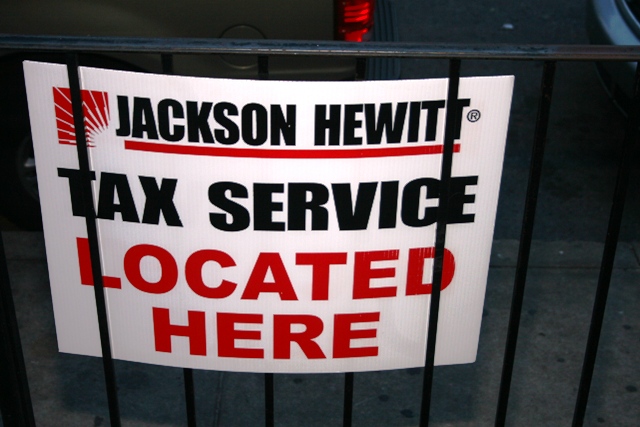 JACKSON HEWITT®
TAX SERVICE
LOCATED
HERE